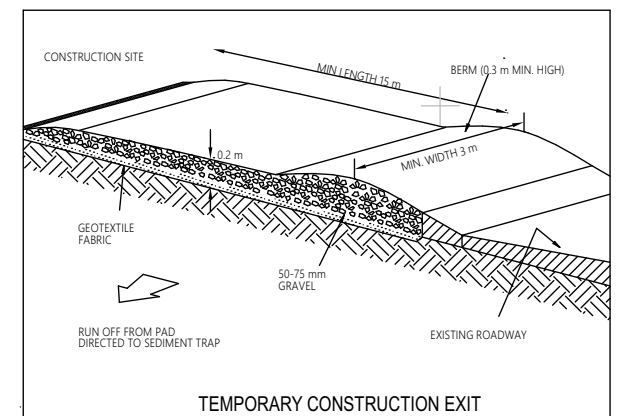 CONSTRUCTION SITE
MIN LENGTH 15 m
BERM (0.3 m MIN. HIGH)
0.2 m
MIN. WIDTH 3 m
GEOTEXTILE
FABRIC
50-75 mm
GRAVEL
RUN OFF FROM PAD
DIRECTED TO SEDIMENT TRAP
EXISTING ROADWAY
TEMPORARY CONSTRUCTION EXIT